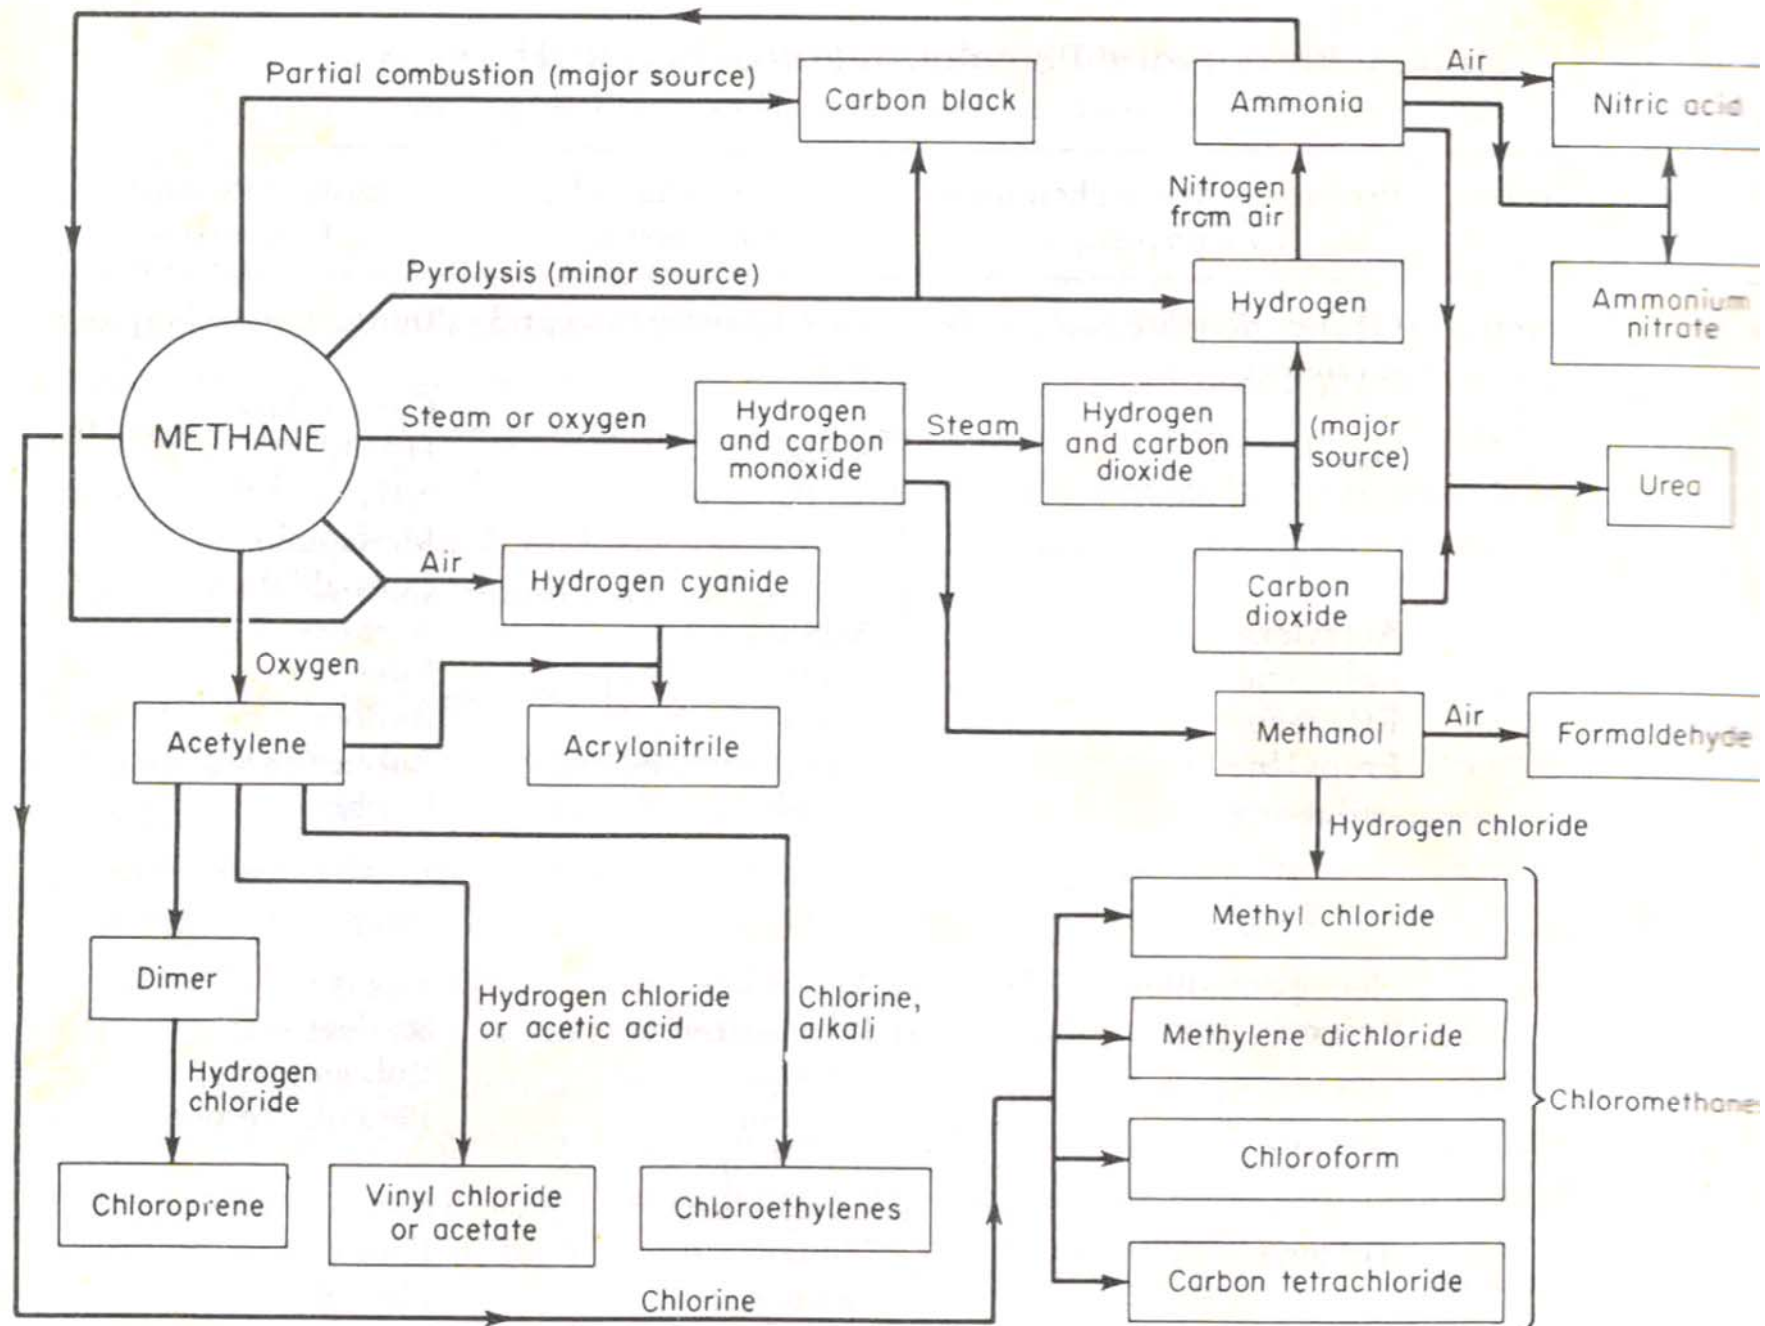 Partial combustion (major source)
Carbon black
Ammonia
Air
Nitric acid
Nitrogen
from air
Pyrolysis (minor source)
Hydrogen
Ammonium
nitrate
METHANE
Steam or oxygen
Hydrogen
and carbon
monoxide
Steam
Hydrogen
and carbon
dioxide
(major
source)
Urea
Air
Hydrogen cyanide
Carbon
dioxide
Oxygen
Acetylene
Acrylonitrile
Methanol
Air
Formaldehyde
Hydrogen chloride
Methyl chloride
Dimer
Hydrogen chloride
or acetic acid
Chlorine,
alkali
Methylene dichloride
Hydrogen
chloride
Chloromethanes
Chloroform
Chloroprene
Vinyl chloride
or acetate
Chloroethylenes
Carbon tetrachloride
Chlorine